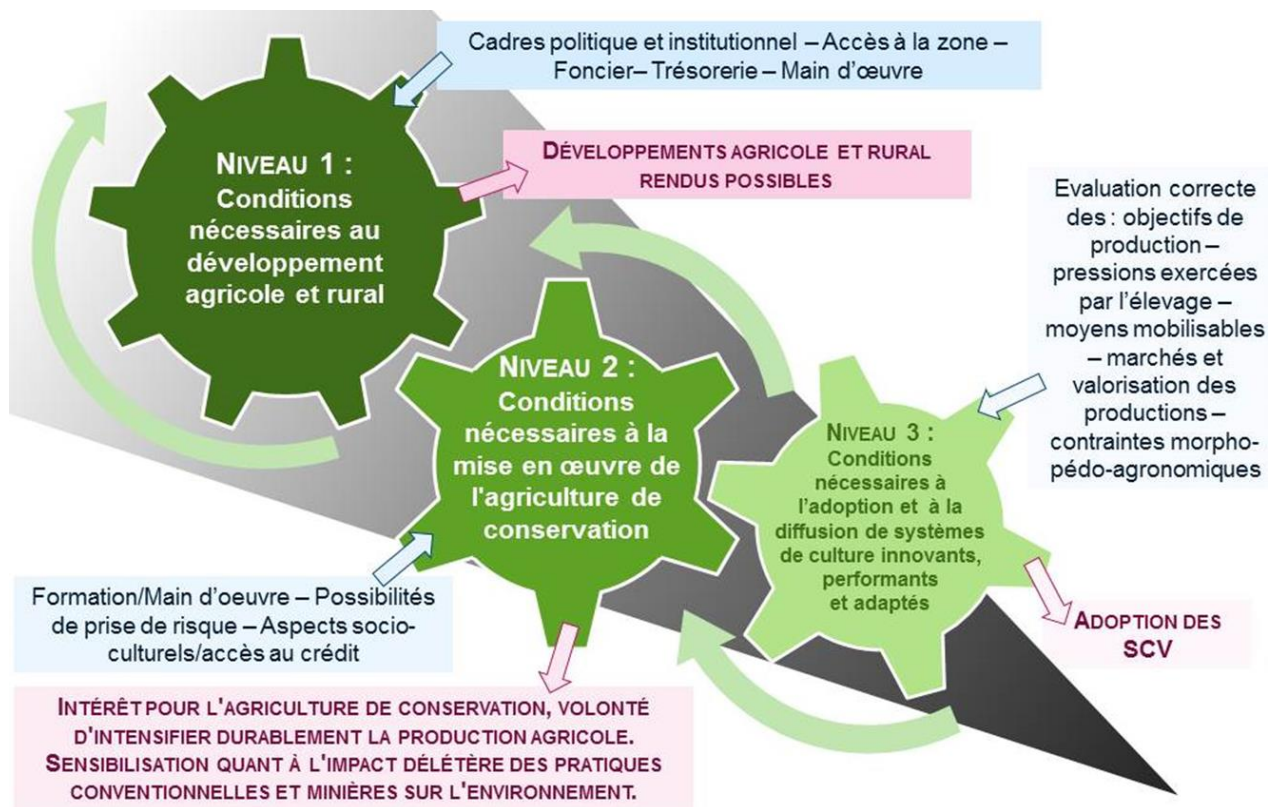 Cadres politique et institutionnel – Accès à la zone –
Foncier– Trésorerie – Main d'œuvre
NIVEAU 1 :
Conditions
nécessaires au
développement
agricole et rural
DÉVELOPPEMENTS AGRICOLE ET RURAL
RENDUS POSSIBLES
Evaluation correcte
des : objectifs de
production –
pressions exercées
par l'élevage –
moyens mobilisables
– marchés et
valorisation des
productions –
contraintes morpho-
pédo-agronomiques
NIVEAU 2 :
Conditions
nécessaires à la
mise en œuvre de
l'agriculture de
conservation
NIVEAU 3 :
Conditions
nécessaires à
l'adoption et à la
diffusion de systèmes
de culture innovants,
performants
et adaptés
Formation/Main d'oeuvre – Possibilités
de prise de risque – Aspects socio-
culturels/accès au crédit
ADOPTION DES
SCV
INTÉRÊT POUR L'AGRICULTURE DE CONSERVATION, VOLONTÉ
D'INTENSIFIER DURABLEMENT LA PRODUCTION AGRICOLE.
SENSIBILISATION QUANT À L'IMPACT DÉLÉTÈRE DES PRATIQUES
CONVENTIONNELLES ET MINIÈRES SUR L'ENVIRONNEMENT.